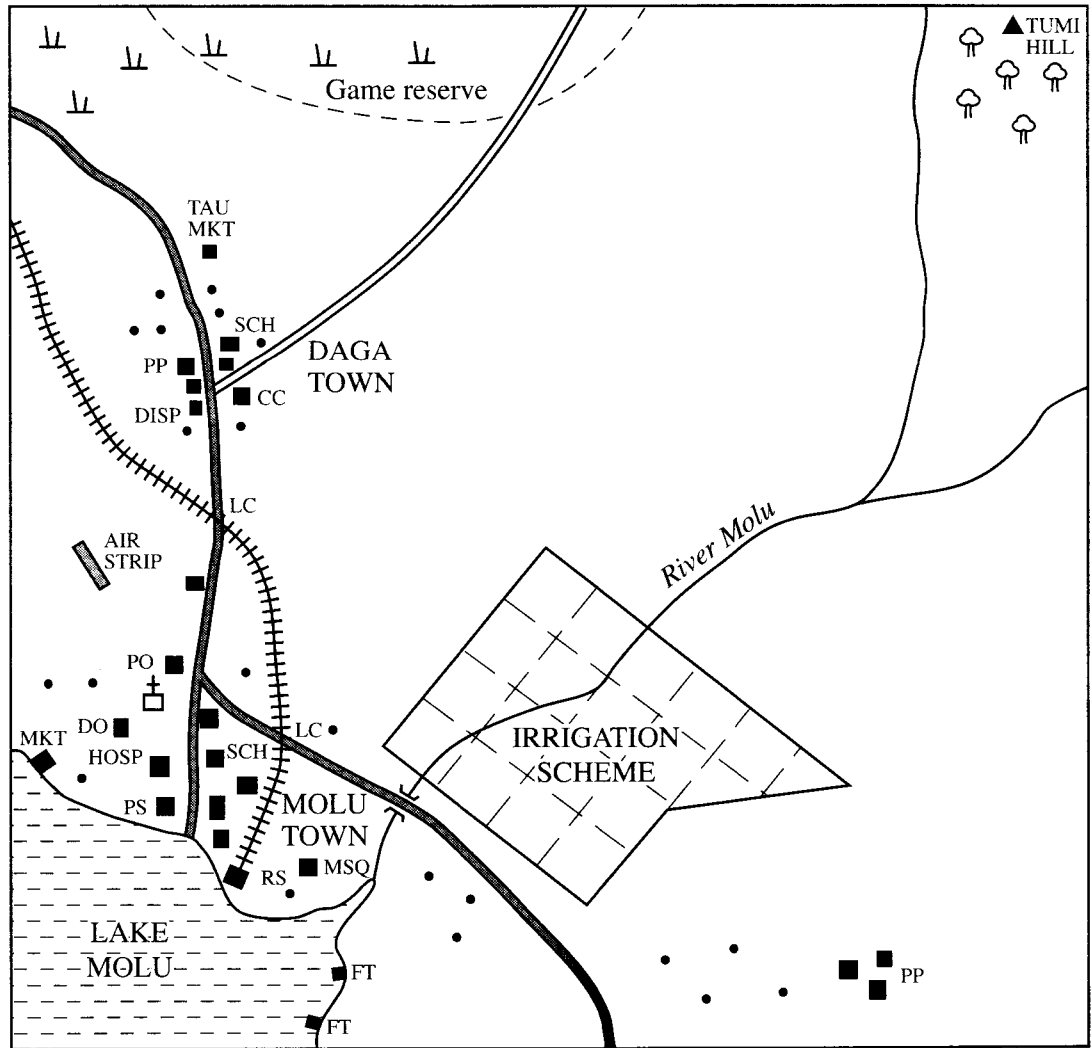 TUMI
HILL
Game reserve
TAU
MKT
SCH
PP
DAGA
TOWN
CC
DISP
LC
AIR
STRIP
River Molu
PO
DO
LC
MKT
HOSP
SCH
IRRIGATION
SCHEME
PS
MOLU
TOWN
RS
MSQ
LAKE
MOLU
FT
PP
FT